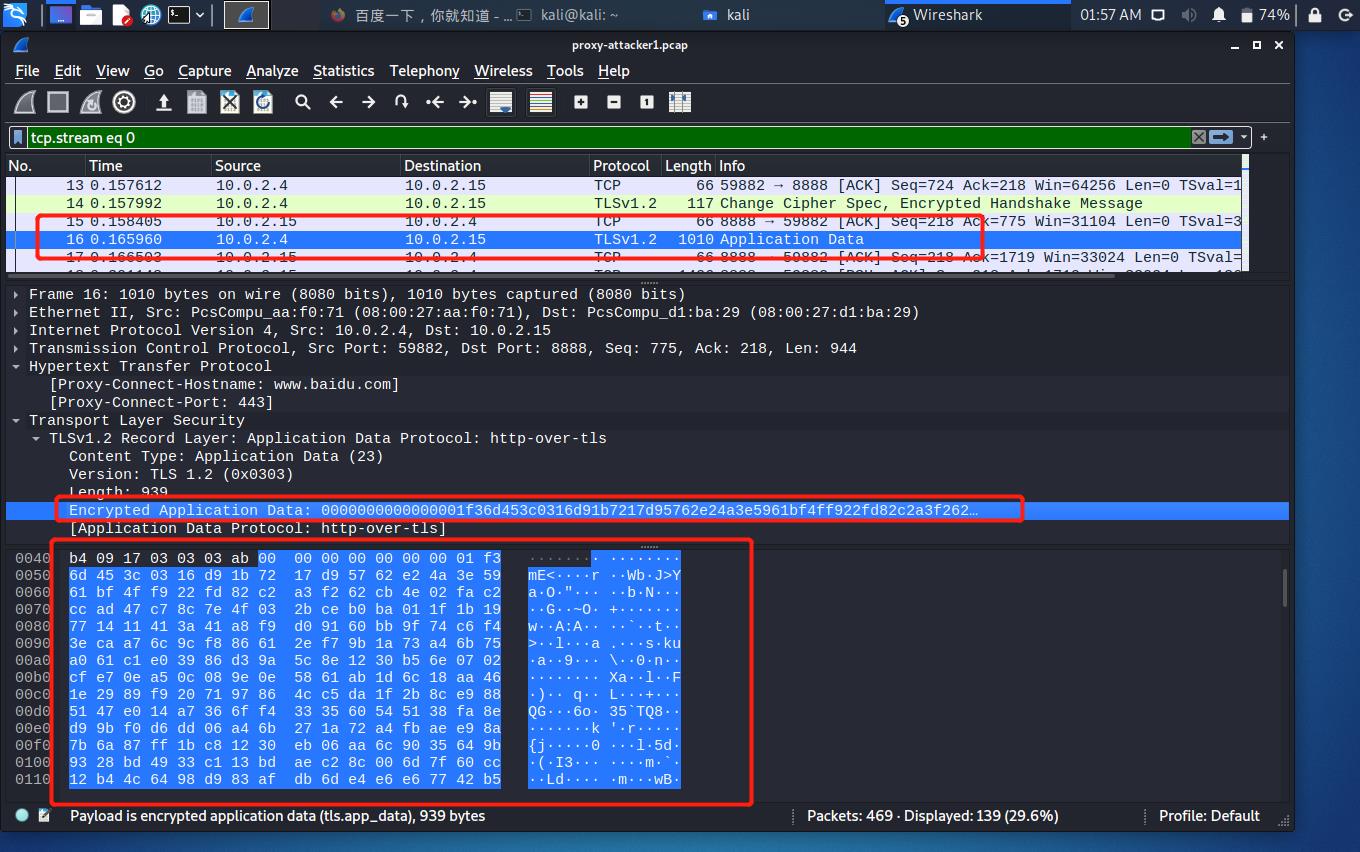 百度一下，你就知道 - ...
kali@kali: ~
kali
5
Wireshark
01:57 AM
74%
proxy-attacker1.pcap
File Edit View Go Capture Analyze Statistics Telephony Wireless Tools Help
tcp.stream eq 0
No. Time Source Destination Protocol Length Info
13 0.157612 10.0.2.4 10.0.2.15 TCP 66 59882 → 8888 [ACK] Seq=724 Ack=218 Win=64256 Len=0 TSval=1
14 0.157992 10.0.2.4 10.0.2.15 TLSv1.2 117 Change Cipher Spec, Encrypted Handshake Message
15 0.158405 10.0.2.15 10.0.2.4 TCP 66 8888 → 59882 [ACK] Seq=218 Ack=775 Win=31104 Len=0 TSval=3
16 0.165960 10.0.2.4 10.0.2.15 TLSv1.2 1010 Application Data
17 0.166503 10.0.2.15 10.0.2.4 TCP 66 8888 → 59882 [ACK] Seq=218 Ack=1719 Win=33024 Len=0 TSval=
Frame 16: 1010 bytes on wire (8080 bits), 1010 bytes captured (8080 bits)
Ethernet II, Src: PcsCompu_aa:f0:71 (08:00:27:aa:f0:71), Dst: PcsCompu_d1:ba:29 (08:00:27:d1:ba:29)
Internet Protocol Version 4, Src: 10.0.2.4, Dst: 10.0.2.15
Transmission Control Protocol, Src Port: 59882, Dst Port: 8888, Seq: 775, Ack: 218, Len: 944
Hypertext Transfer Protocol
[Proxy-Connect-Hostname: www.baidu.com]
[Proxy-Connect-Port: 443]
Transport Layer Security
TLSv1.2 Record Layer: Application Data Protocol: http-over-tls
Content Type: Application Data (23)
Version: TLS 1.2 (0x0303)
Length: 939
Encrypted Application Data: 0000000000000001f36d453c0316d91b7217d95762e24a3e5961bf4ff922fd82c2a3f262…
[Application Data Protocol: http-over-tls]
0040 b4 09 17 03 03 03 ab 00 00 00 00 00 00 00 01 f3 ········ ········
0050 6d 45 3c 03 16 d9 1b 72 17 d9 57 62 e2 4a 3e 59 mE<····r ··Wb·J>Y
0060 61 bf 4f f9 22 fd 82 c2 a3 f2 62 cb 4e 02 fa c2 a·O·"··· ··b·N···
0070 cc ad 47 c7 8c 7e 4f 03 2b ce b0 ba 01 1f 1b 19 ··G··~O· +·······
0080 77 14 11 41 3a 41 a8 f9 d0 91 60 bb 9f 74 c6 f4 w··A:A·· ··`··t··
0090 3e ca a7 6c 9c f8 86 61 2e f7 9b 1a 73 a4 6b 75 >··l···a .···s·ku
00a0 a0 61 c1 e0 39 86 d3 9a 5c 8e 12 30 b5 6e 07 02 ·a··9··· \··0·n··
00b0 cf e7 0e a5 0c 08 9e 0e 58 61 ab 1d 6c 18 aa 46 ········ Xa··l··F
00c0 1e 29 89 f9 20 71 97 86 4c c5 da 1f 2b 8c e9 88 ·)·· q·· L···+···
00d0 51 47 e0 14 a7 36 6f f4 33 35 60 54 51 38 fa 8e QG···6o· 35`TQ8··
00e0 d9 9b f0 d6 dd 06 a4 6b 27 1a 72 a4 fb ae e9 8a ·······k '·r·····
00f0 7b 6a 87 ff 1b c8 12 30 eb 06 aa 6c 90 35 64 9b {j·····0 ···l·5d·
0100 93 28 bd 49 33 c1 13 bd ae c2 8c 00 6d 7f 60 cc ·(·I3··· ····m·`·
0110 12 b4 4c 64 98 d9 83 af db 6d e4 e6 e6 77 42 b5 ··Ld···· ·m···wB·
Payload is encrypted application data (tls.app_data), 939 bytes
Packets: 469 · Displayed: 139 (29.6%)
Profile: Default